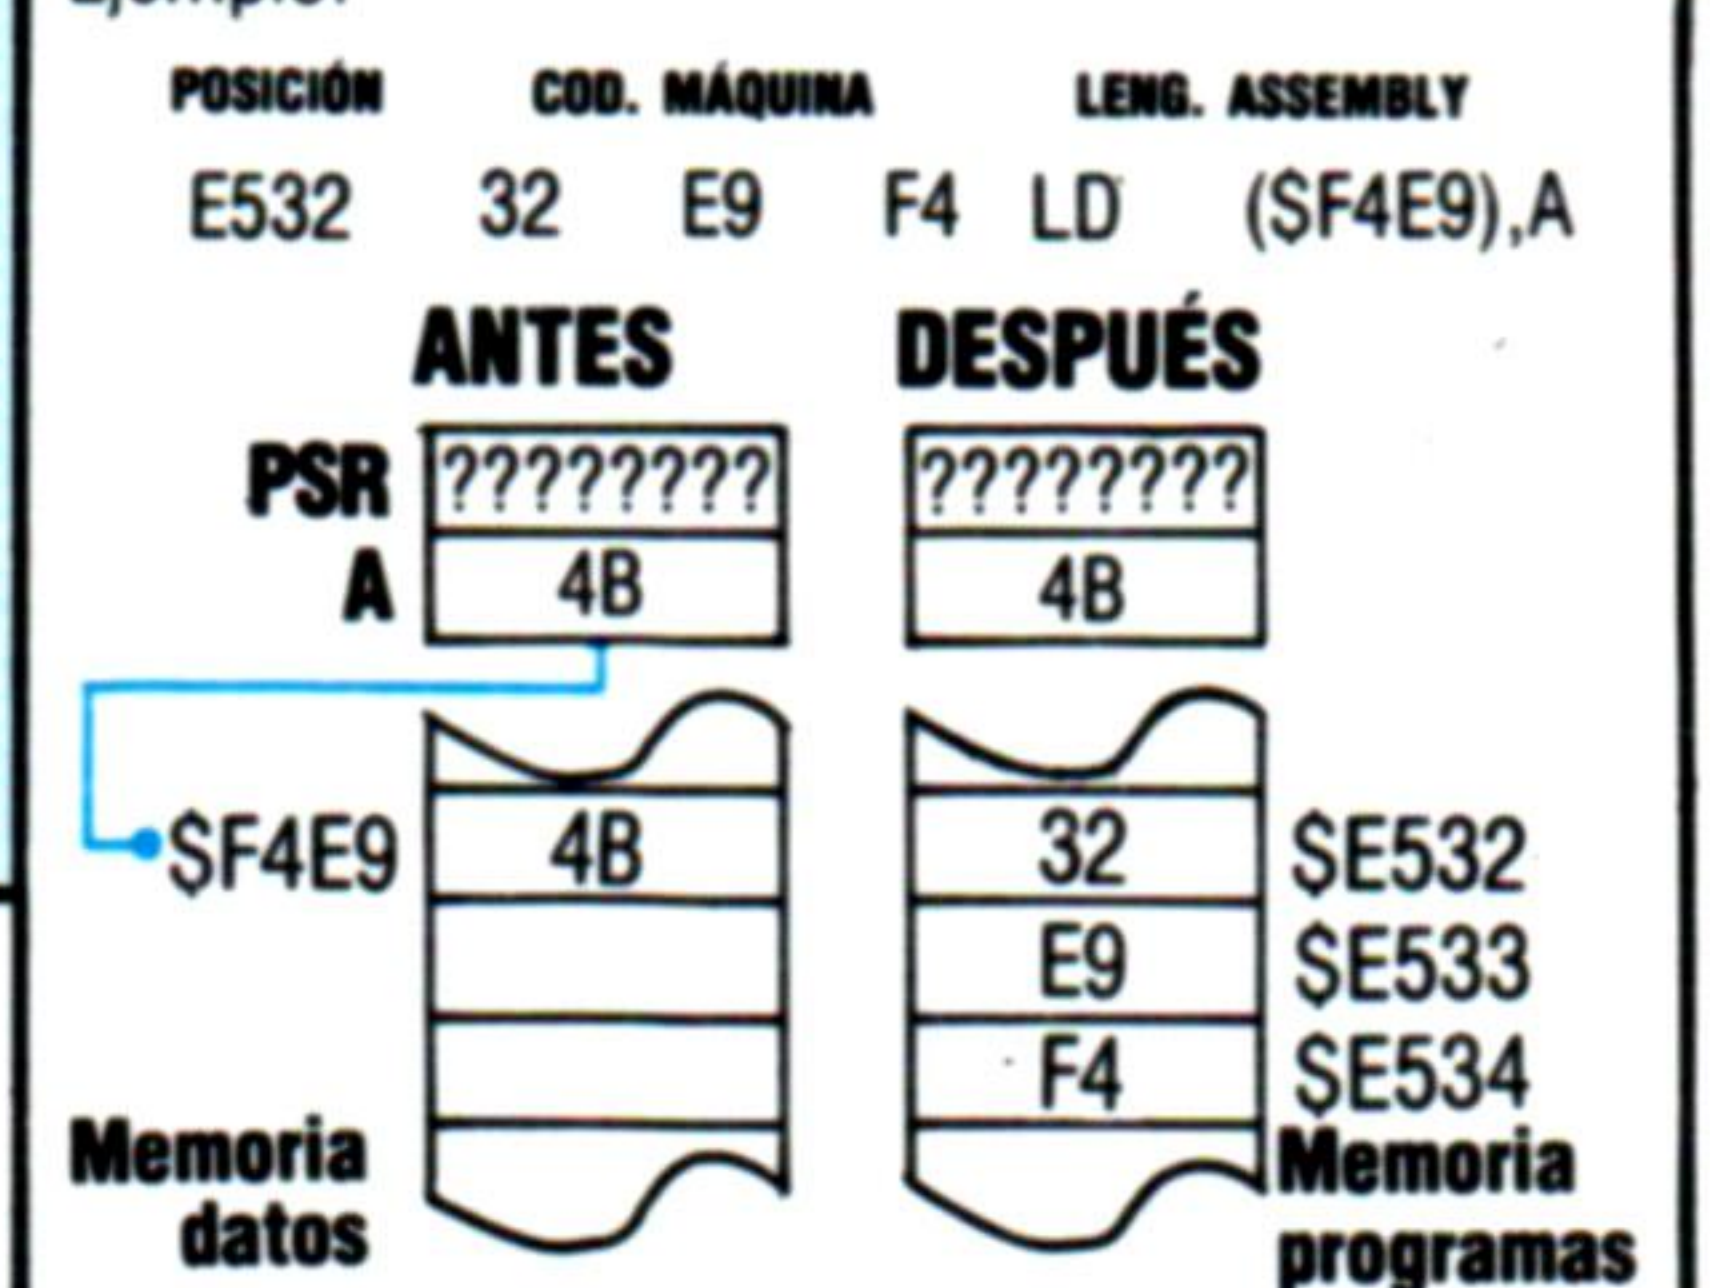 Ejemplo:
POSICIÓN COD. MÁQUINA LENG. ASSEMBLY
E532 32 E9 F4 LD ($F4E9),A
ANTES DESPUÉS
PSR ???????? ????????
A 4B 4B
$F4E9 4B 32 $E532
E9 $E533
F4 $E534
Memoria datos
Memoria programas